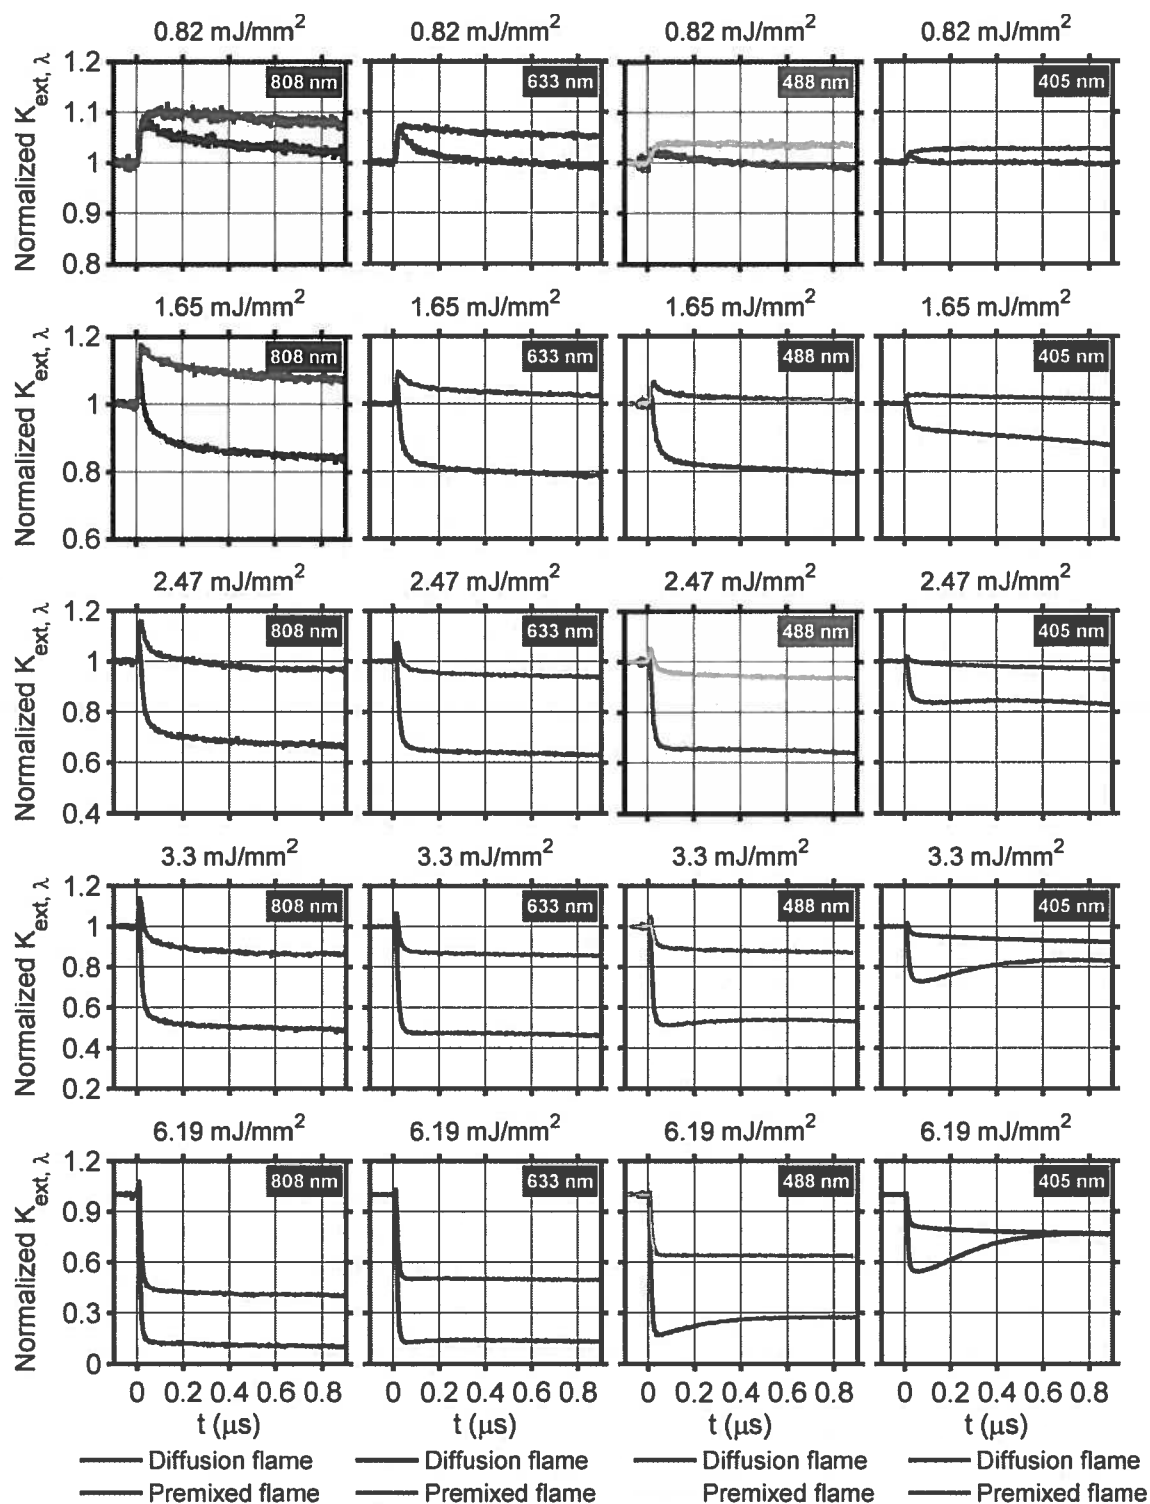 0.82 mJ/mm2 0.82 mJ/mm2 0.82 mJ/mm2 0.82 mJ/mm2
Normalized Kext, λ
1.2
1.1
1
0.9
0.8
808 nm 633 nm 488 nm 405 nm
1.65 mJ/mm2 1.65 mJ/mm2 1.65 mJ/mm2 1.65 mJ/mm2
Normalized Kext, λ
1.2
1
0.8
0.6
808 nm 633 nm 488 nm 405 nm
2.47 mJ/mm2 2.47 mJ/mm2 2.47 mJ/mm2 2.47 mJ/mm2
Normalized Kext, λ
1.2
1
0.8
0.6
0.4
808 nm 633 nm 488 nm 405 nm
3.3 mJ/mm2 3.3 mJ/mm2 3.3 mJ/mm2 3.3 mJ/mm2
Normalized Kext, λ
1.2
1
0.8
0.6
0.4
0.2
808 nm 633 nm 488 nm 405 nm
6.19 mJ/mm2 6.19 mJ/mm2 6.19 mJ/mm2 6.19 mJ/mm2
Normalized Kext, λ
1.2
0.9
0.6
0.3
0
808 nm 633 nm 488 nm 405 nm
0 0.2 0.4 0.6 0.8 0 0.2 0.4 0.6 0.8 0 0.2 0.4 0.6 0.8 0 0.2 0.4 0.6 0.8
t (μs) t (μs) t (μs) t (μs)
Diffusion flame Diffusion flame Diffusion flame Diffusion flame
Premixed flame Premixed flame Premixed flame Premixed flame